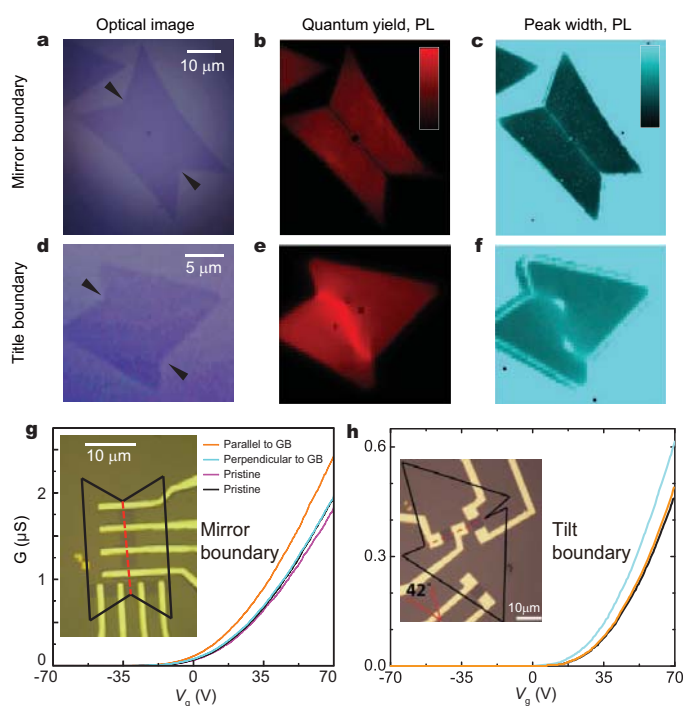 Optical image
Quantum yield, PL
Peak width, PL
Mirror boundary
a
10 μm
b
c
Title boundary
d
5 μm
e
f
g
10 μm
Parallel to GB
Perpendicular to GB
Pristine
Pristine
Mirror
boundary
G (μS)
2
1
0
-70
-35
0
35
70
Vg (V)
h
0.6
0.3
0.0
Tilt
boundary
42°
10μm
-70
-35
0
35
70
Vg (V)